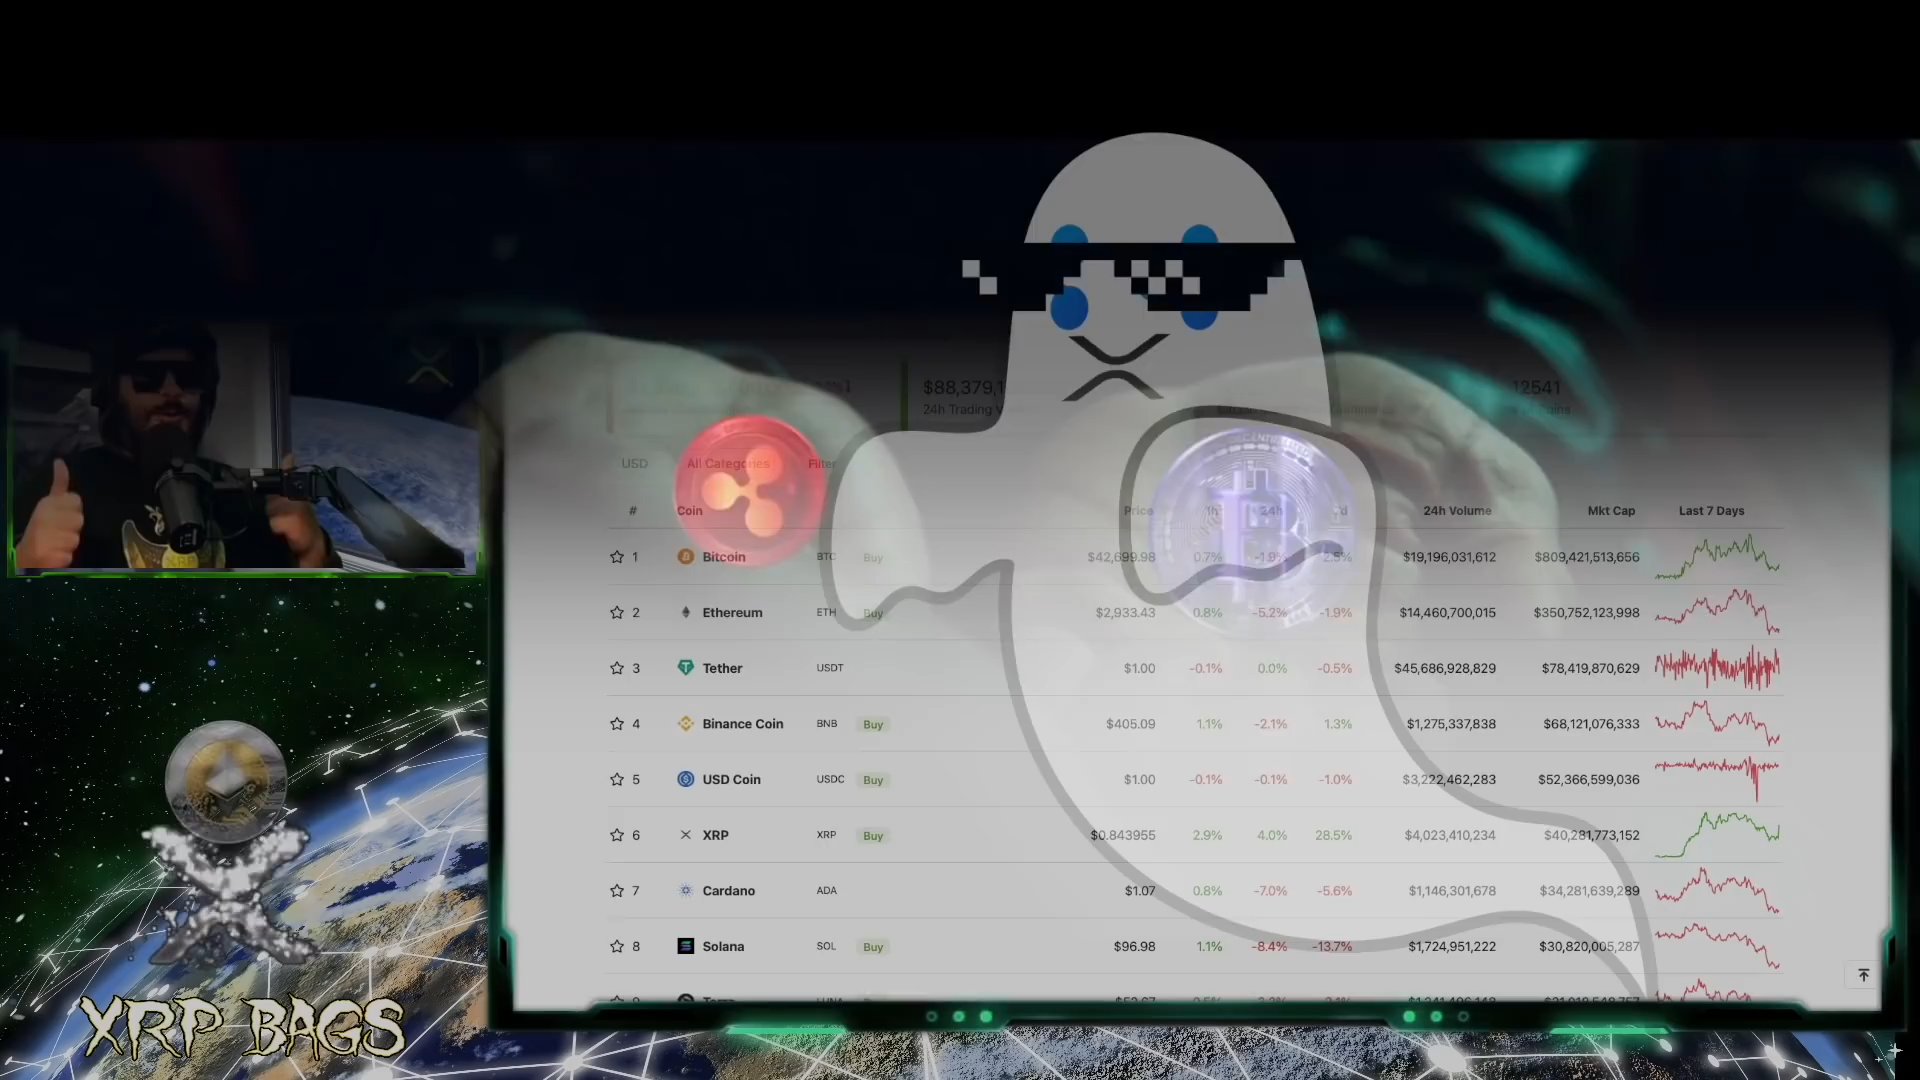 $88,379,1
12541
24h Trading V
USD All Categories Filter
# Coin Price 1h 24h 7d 24h Volume Mkt Cap Last 7 Days
1 Bitcoin BTC Buy $42,699.98 0.7% -1.9% 2.5% $19,196,031,612 $809,421,513,656
2 Ethereum ETH Buy $2,933.43 0.8% -5.2% -1.9% $14,460,700,015 $350,752,123,998
3 Tether USDT $1.00 -0.1% 0.0% -0.5% $45,686,928,829 $78,419,870,629
4 Binance Coin BNB Buy $405.09 1.1% -2.1% 1.3% $1,275,337,838 $68,121,076,333
5 USD Coin USDC Buy $1.00 -0.1% -0.1% -1.0% $3,222,462,283 $52,366,599,036
6 XRP XRP Buy $0.843955 2.9% 4.0% 28.5% $4,023,410,234 $40,281,773,152
7 Cardano ADA $1.07 0.8% -7.0% -5.6% $1,146,301,678 $34,281,639,289
8 Solana SOL Buy $96.98 1.1% -8.4% -13.7% $1,724,951,222 $30,820,005,287
XRP
XRP BAGS